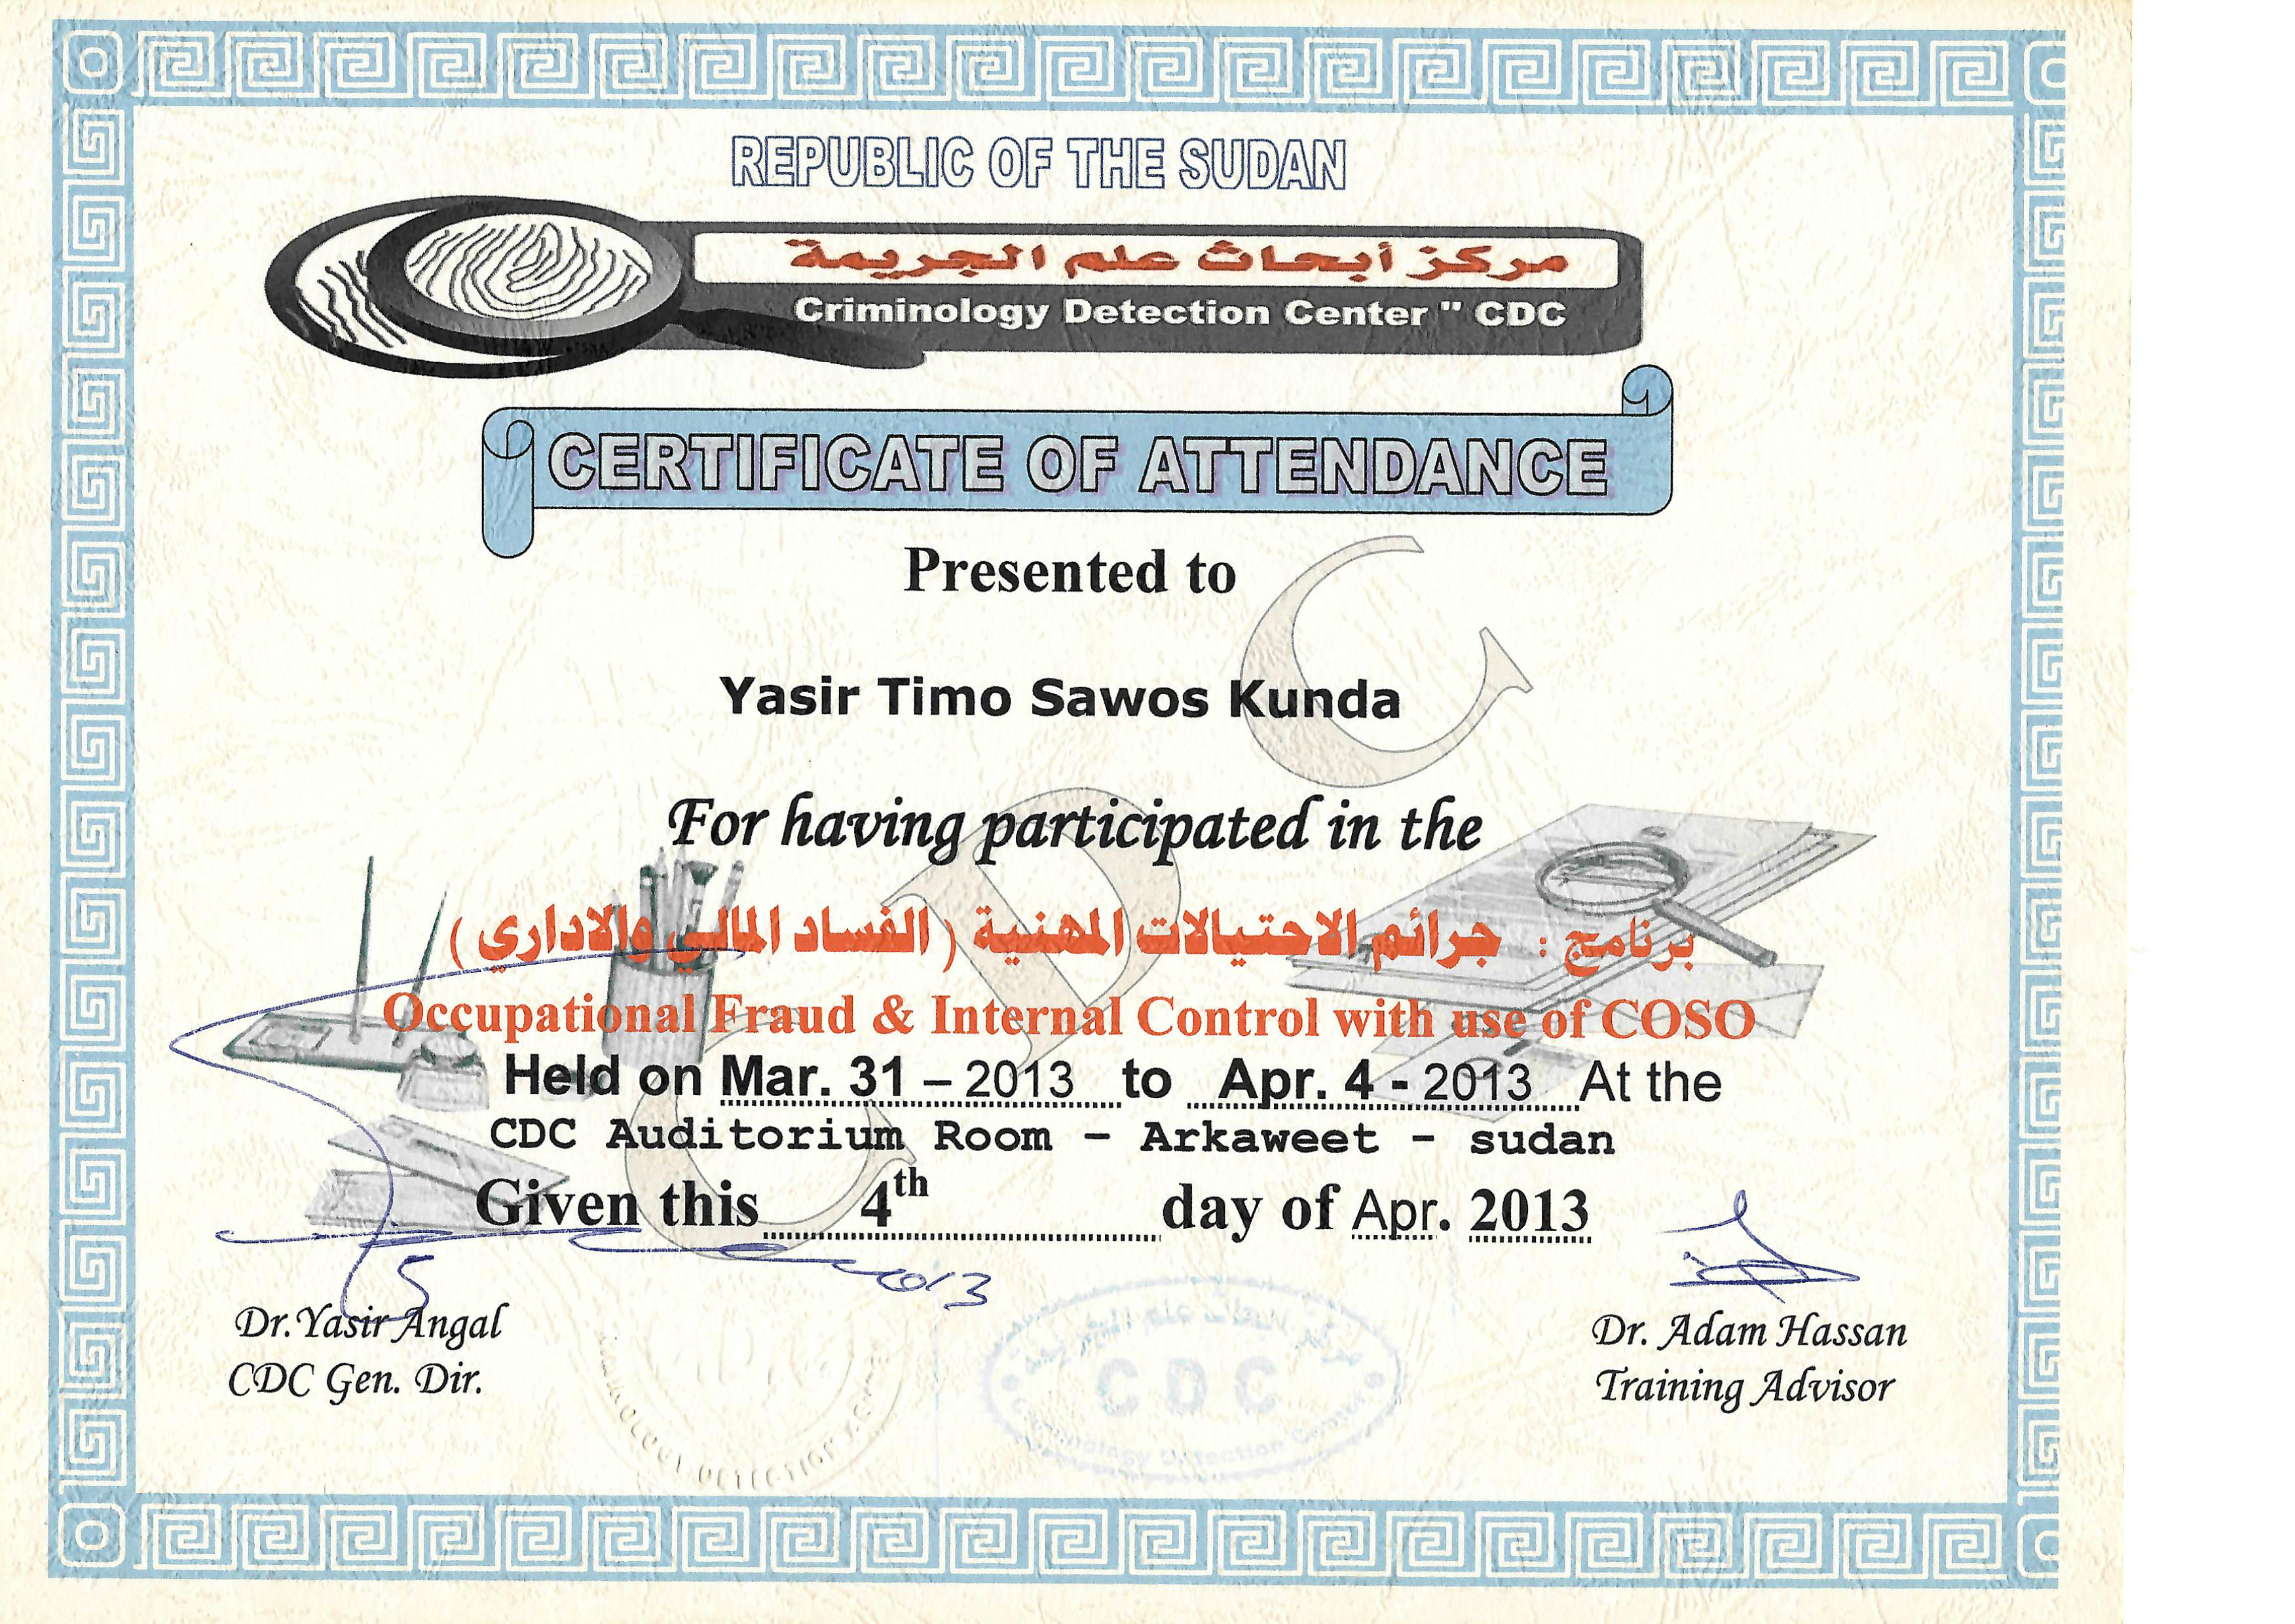 REPUBLIC OF THE SUDAN
مركز أبحاث علم الجريمة
Criminology Detection Center " CDC
CERTIFICATE OF ATTENDANCE
Presented to
Yasir Timo Sawos Kunda
For having participated in the
برنامج : جرائم الاحتيالات المهنية ( الفساد المالي والاداري )
Occupational Fraud & Internal Control with use of COSO
Held on Mar. 31 – 2013 to Apr. 4 - 2013 At the
CDC Auditorium Room – Arkaweet - sudan
Given this 4th day of Apr. 2013
2013
Dr.Yasir Angal
CDC Gen. Dir.
Dr. Adam Hassan
Training Advisor
CDC
Criminology Detection Center
CDC